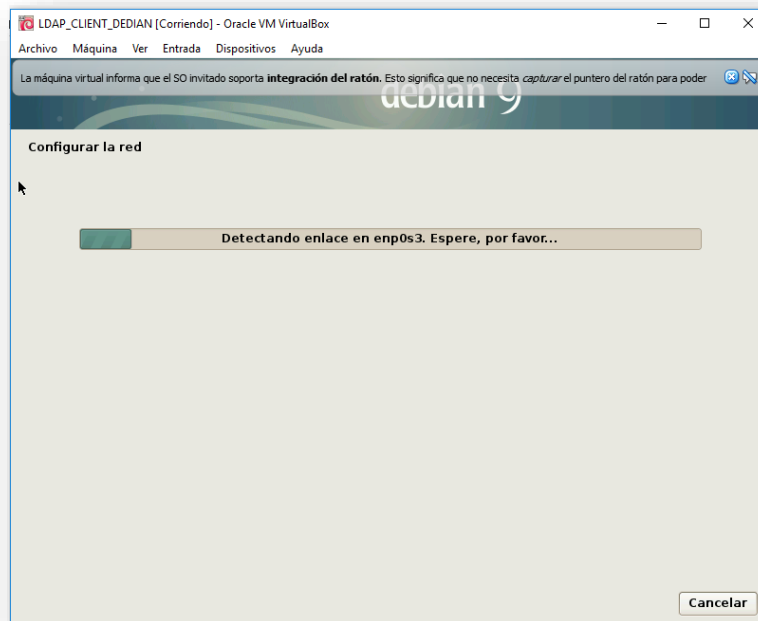 LDAP_CLIENT_DEDIAN [Corriendo] - Oracle VM VirtualBox
Archivo Máquina Ver Entrada Dispositivos Ayuda
La máquina virtual informa que el SO invitado soporta integración del ratón. Esto significa que no necesita capturar el puntero del ratón para poder
debian 9
Configurar la red
Detectando enlace en enp0s3. Espere, por favor...
Cancelar